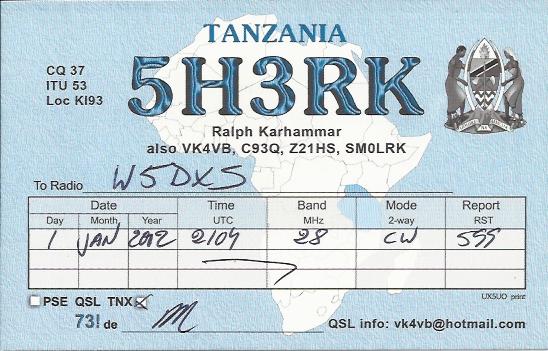 TANZANIA
5H3RK
CQ 37
ITU 53
Loc KI93
Ralph Karhammar
also VK4VB, C93Q, Z21HS, SM0LRK
To Radio W5DXS
Date Time Band Mode Report
Day Month Year UTC MHz 2-way RST
1 JAN 2012 2104 28 CW 599
PSE QSL TNX
UX5UO print
73! de
QSL info: vk4vb@hotmail.com